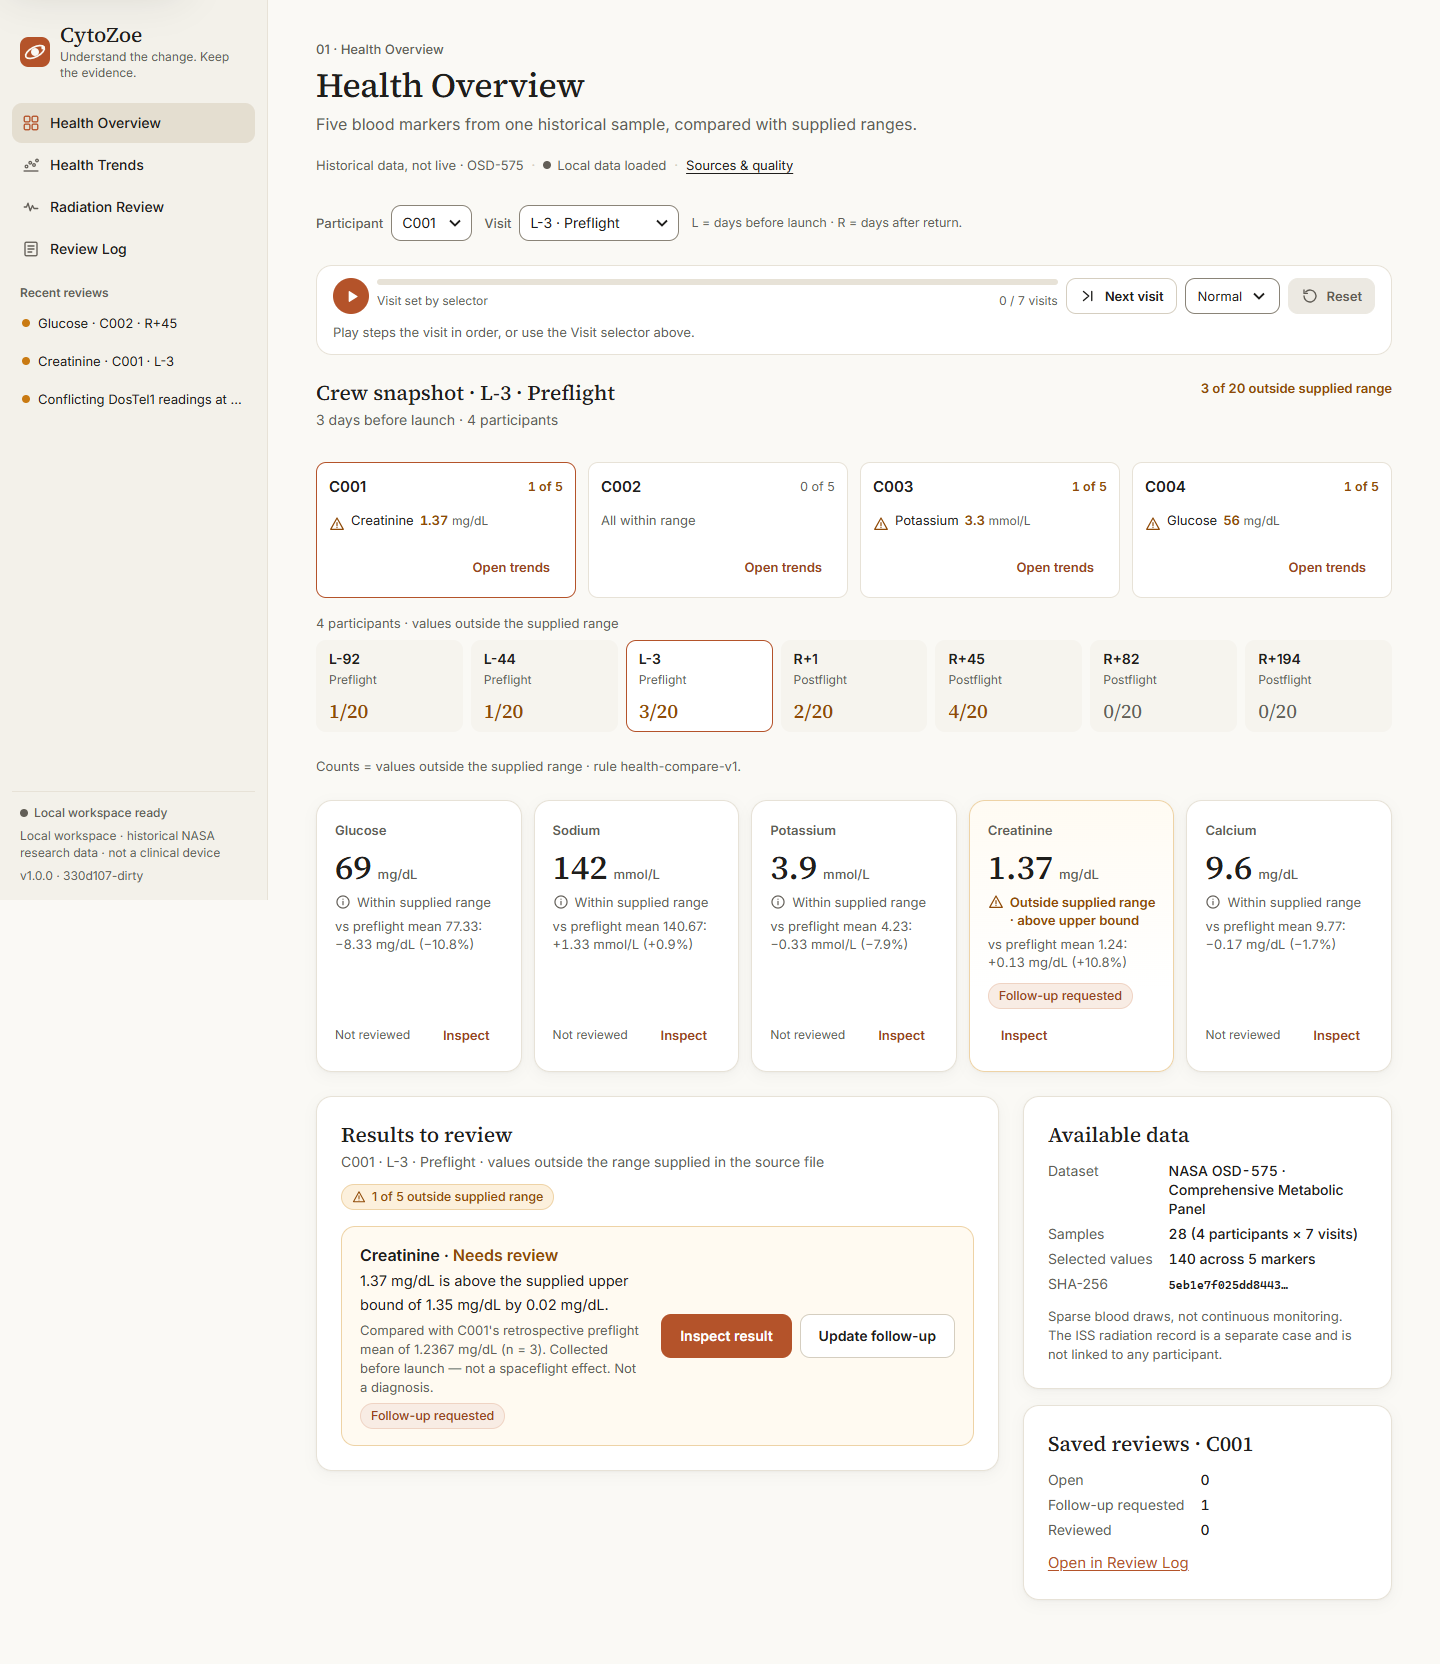 CytoZoe
Understand the change. Keep
the evidence.
Health Overview
Health Trends
Radiation Review
Review Log
Recent reviews
Glucose · C002 · R+45
Creatinine · C001 · L-3
Conflicting DosTel1 readings at ...
Local workspace ready
Local workspace · historical NASA
research data · not a clinical device
v1.0.0 · 330d107-dirty
01 · Health Overview
Health Overview
Five blood markers from one historical sample, compared with supplied ranges.
Historical data, not live · OSD-575 · Local data loaded · Sources & quality
Participant C001 Visit L-3 · Preflight L = days before launch · R = days after return.
Visit set by selector 0 / 7 visits Next visit Normal Reset
Play steps the visit in order, or use the Visit selector above.
Crew snapshot · L-3 · Preflight 3 of 20 outside supplied range
3 days before launch · 4 participants
C001 1 of 5
Creatinine 1.37 mg/dL
Open trends
C002 0 of 5
All within range
Open trends
C003 1 of 5
Potassium 3.3 mmol/L
Open trends
C004 1 of 5
Glucose 56 mg/dL
Open trends
4 participants · values outside the supplied range
L-92
Preflight
1/20
L-44
Preflight
1/20
L-3
Preflight
3/20
R+1
Postflight
2/20
R+45
Postflight
4/20
R+82
Postflight
0/20
R+194
Postflight
0/20
Counts = values outside the supplied range · rule health-compare-v1.
Glucose
69 mg/dL
Within supplied range
vs preflight mean 77.33:
−8.33 mg/dL (−10.8%)
Not reviewed Inspect
Sodium
142 mmol/L
Within supplied range
vs preflight mean 140.67:
+1.33 mmol/L (+0.9%)
Not reviewed Inspect
Potassium
3.9 mmol/L
Within supplied range
vs preflight mean 4.23:
−0.33 mmol/L (−7.9%)
Not reviewed Inspect
Creatinine
1.37 mg/dL
Outside supplied range
· above upper bound
vs preflight mean 1.24:
+0.13 mg/dL (+10.8%)
Follow-up requested
Inspect
Calcium
9.6 mg/dL
Within supplied range
vs preflight mean 9.77:
−0.17 mg/dL (−1.7%)
Not reviewed Inspect
Results to review
C001 · L-3 · Preflight · values outside the range supplied in the source file
1 of 5 outside supplied range
Creatinine · Needs review
1.37 mg/dL is above the supplied upper
bound of 1.35 mg/dL by 0.02 mg/dL.
Compared with C001's retrospective preflight
mean of 1.2367 mg/dL (n = 3). Collected
before launch — not a spaceflight effect. Not
a diagnosis.
Follow-up requested
Inspect result Update follow-up
Available data
Dataset NASA OSD-575 ·
Comprehensive Metabolic
Panel
Samples 28 (4 participants × 7 visits)
Selected values 140 across 5 markers
SHA-256 5eb1e7f025dd8443…
Sparse blood draws, not continuous monitoring.
The ISS radiation record is a separate case and is
not linked to any participant.
Saved reviews · C001
Open 0
Follow-up requested 1
Reviewed 0
Open in Review Log